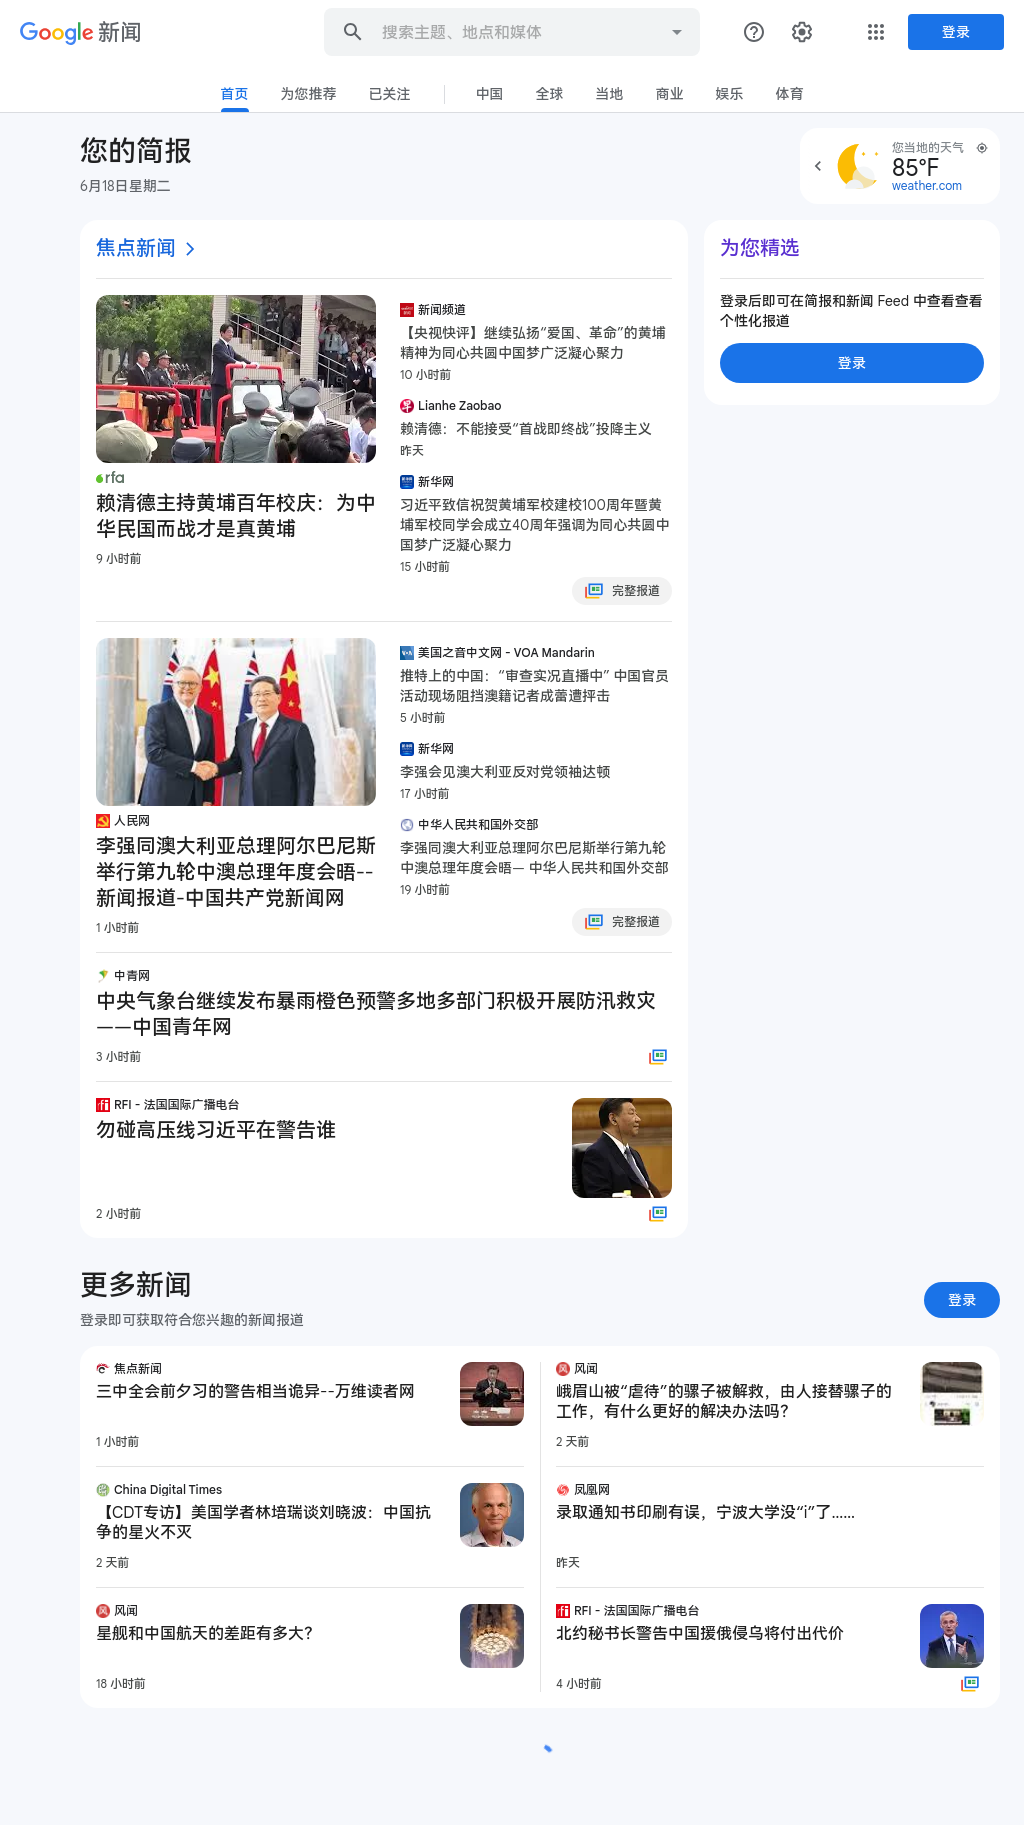 Google 新闻
搜索主题、地点和媒体
登录
首页
为您推荐
已关注
中国
全球
当地
商业
娱乐
体育
您的简报
6月18日星期二
您当地的天气
85°F
weather.com
焦点新闻
rfa
赖清德主持黄埔百年校庆：为中
华民国而战才是真黄埔
9 小时前
新闻频道
【央视快评】继续弘扬“爱国、革命”的黄埔
精神为同心共圆中国梦广泛凝心聚力
10 小时前
Lianhe Zaobao
赖清德：不能接受“首战即终战”投降主义
昨天
新华网
习近平致信祝贺黄埔军校建校100周年暨黄
埔军校同学会成立40周年强调为同心共圆中
国梦广泛凝心聚力
15 小时前
完整报道
为您精选
登录后即可在简报和新闻 Feed 中查看查看
个性化报道
登录
人民网
李强同澳大利亚总理阿尔巴尼斯
举行第九轮中澳总理年度会晤--
新闻报道-中国共产党新闻网
1 小时前
美国之音中文网 - VOA Mandarin
推特上的中国：“审查实况直播中” 中国官员
活动现场阻挡澳籍记者成蕾遭抨击
5 小时前
新华网
李强会见澳大利亚反对党领袖达顿
17 小时前
中华人民共和国外交部
李强同澳大利亚总理阿尔巴尼斯举行第九轮
中澳总理年度会晤— 中华人民共和国外交部
19 小时前
完整报道
中青网
中央气象台继续发布暴雨橙色预警多地多部门积极开展防汛救灾
——中国青年网
3 小时前
RFI - 法国国际广播电台
勿碰高压线习近平在警告谁
2 小时前
更多新闻
登录即可获取符合您兴趣的新闻报道
登录
焦点新闻
三中全会前夕习的警告相当诡异--万维读者网
1 小时前
风闻
峨眉山被“虐待”的骡子被解救，由人接替骡子的
工作，有什么更好的解决办法吗？
2 天前
China Digital Times
【CDT专访】美国学者林培瑞谈刘晓波：中国抗
争的星火不灭
2 天前
凤凰网
录取通知书印刷有误，宁波大学没“i”了……
昨天
风闻
星舰和中国航天的差距有多大？
18 小时前
RFI - 法国国际广播电台
北约秘书长警告中国援俄侵乌将付出代价
4 小时前